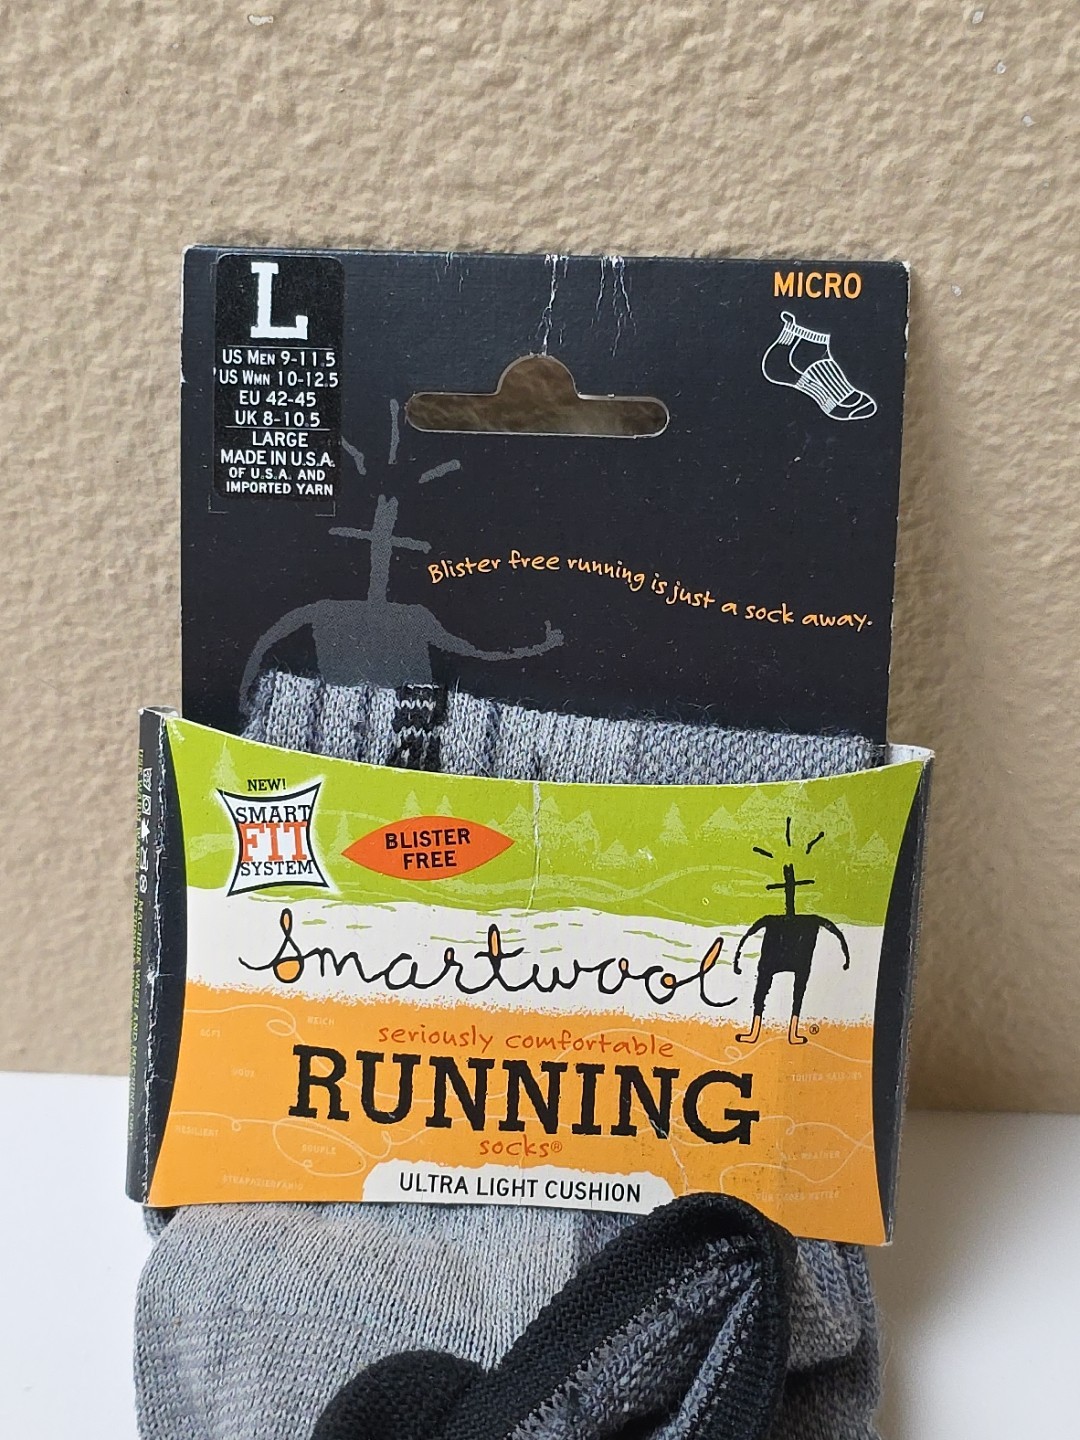 L
US MEN 9-11.5
US WMN 10-12.5
EU 42-45
UK 8-10.5
LARGE
MADE IN U.S.A.
OF U.S.A. AND
IMPORTED YARN
MICRO
Blister free running is just a sock away.
NEW!
SMART
FIT
SYSTEM
BLISTER
FREE
smartwool
®
seriously comfortable
RUNNING
socks®
ULTRA LIGHT CUSHION